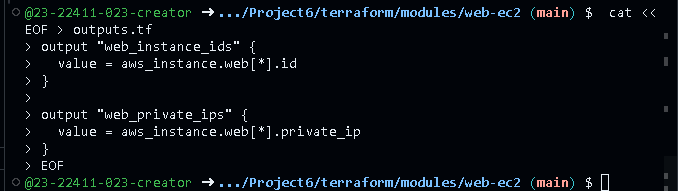 @23-22411-023-creator ➜.../Project6/terraform/modules/web-ec2 (main) $  cat <<
EOF > outputs.tf
> output "web_instance_ids" {
>   value = aws_instance.web[*].id
> }
>
> output "web_private_ips" {
>   value = aws_instance.web[*].private_ip
> }
> EOF
@23-22411-023-creator ➜.../Project6/terraform/modules/web-ec2 (main) $